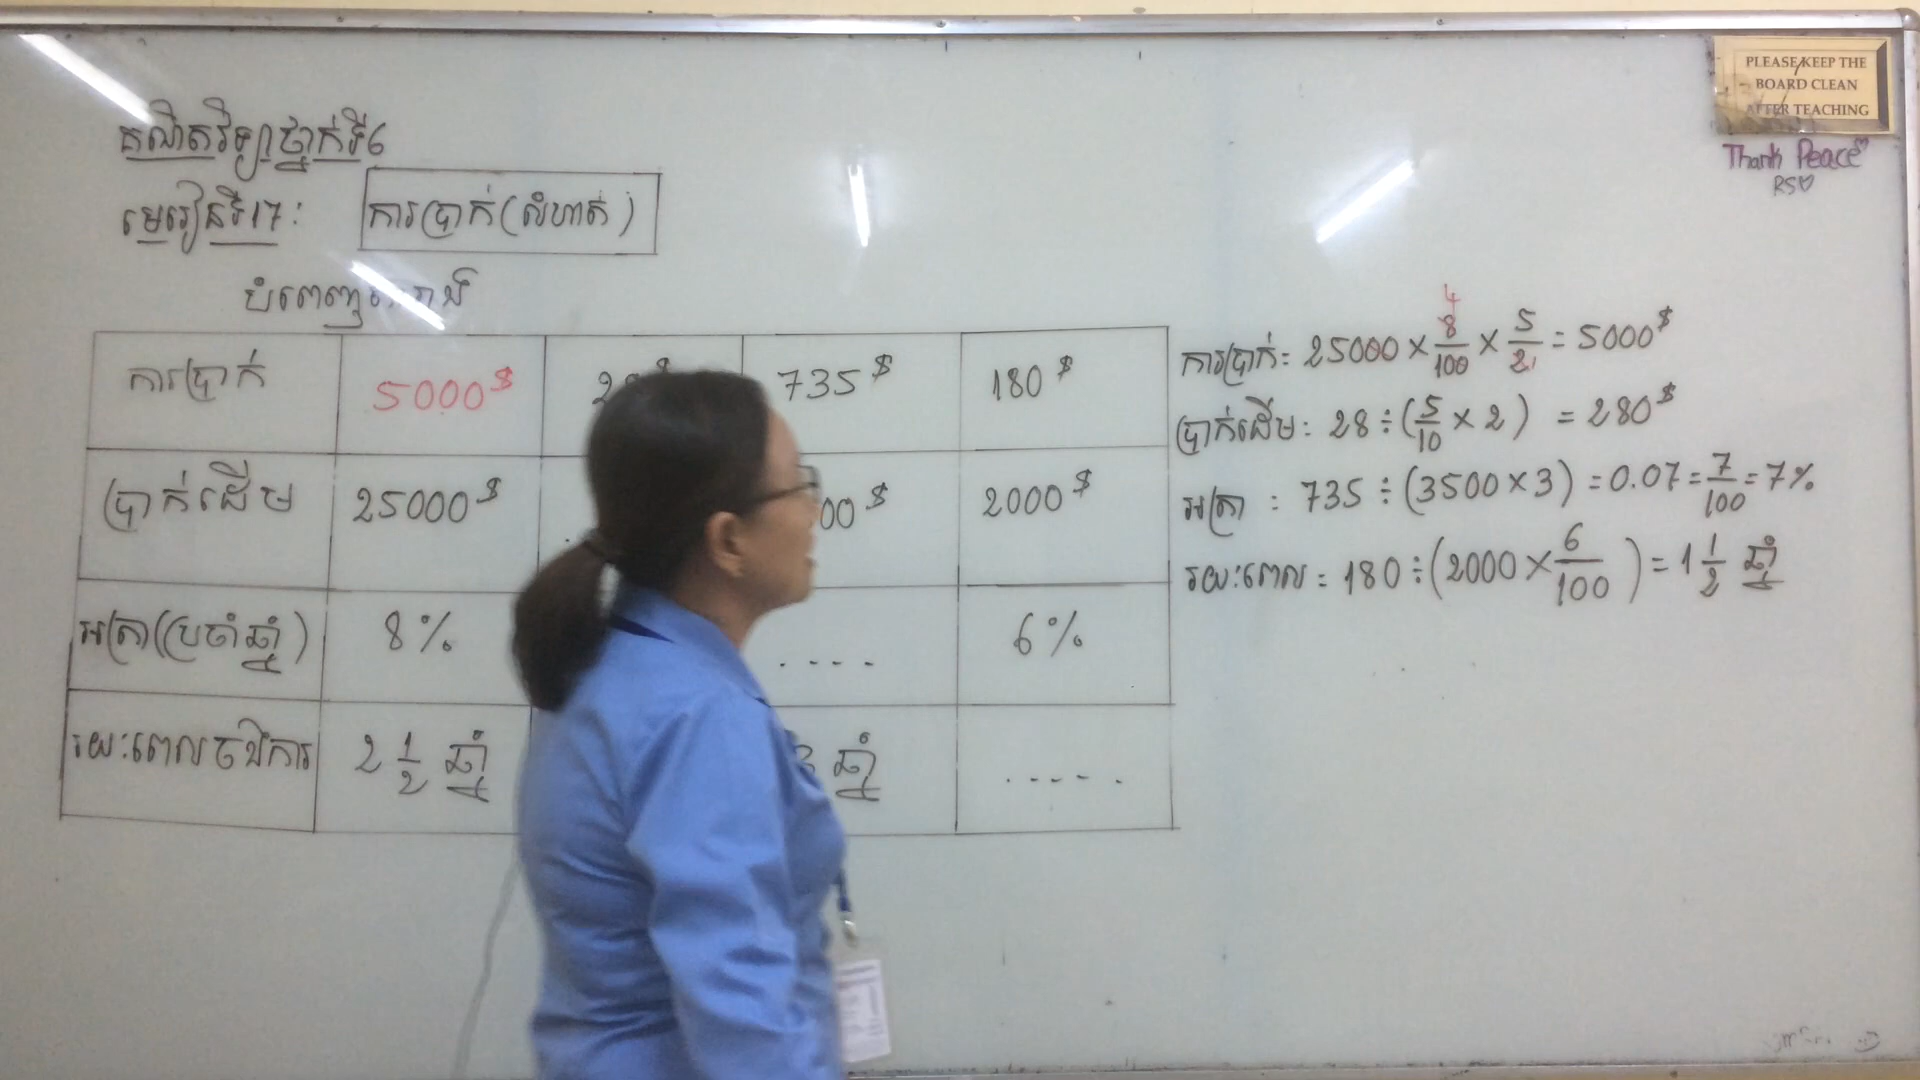 គណិតវិទ្យាថ្នាក់ទី6
មេរៀនទី17: ការប្រាក់(លំហាត់)
បំពេញតារាង
ការប្រាក់ 5000$ 735$ 180$
ប្រាក់ដើម 25000$ 00$ 2000$
អត្រា(ប្រចាំឆ្នាំ) 8% .... 6%
រយៈពេលចងការ 2 1/2 ឆ្នាំ 3 ឆ្នាំ .....
ការប្រាក់: 25000 × 8/100 × 5/2 = 5000$
4
1
ប្រាក់ដើម: 28 ÷ (5/10 × 2) = 280$
អត្រា : 735 ÷ (3500 × 3) = 0.07 = 7/100 = 7%
រយៈពេល = 180 ÷ (2000 × 6/100) = 1 1/2 ឆ្នាំ
PLEASE KEEP THE
BOARD CLEAN
AFTER TEACHING
Thank Peace
RS